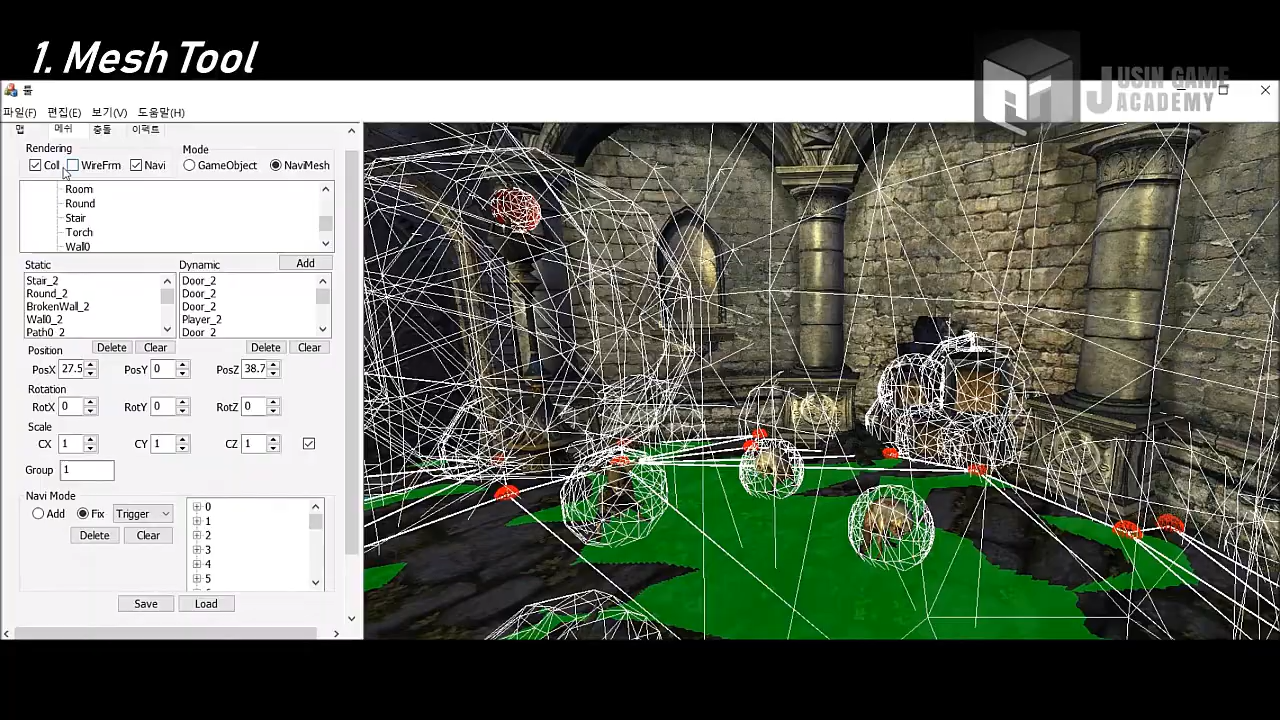 1. Mesh Tool
JUSIN GAME
ACADEMY
툴
파일(F) 편집(E) 보기(V) 도움말(H)
맵 메쉬 충돌 이펙트
Rendering Mode
Coll WireFrm Navi GameObject NaviMesh
Room
Round
Stair
Torch
Wall0
Static Dynamic Add
Stair_2 Door_2
Round_2 Door_2
BrokenWall_2 Door_2
Wall0_2 Player_2
Path0_2 Door_2
Delete Clear Delete Clear
Position
PosX 27.5 PosY 0 PosZ 38.7
Rotation
RotX 0 RotY 0 RotZ 0
Scale
CX 1 CY 1 CZ 1
Group 1
Navi Mode
Add Fix Trigger
Delete Clear
0
1
2
3
4
5
Save Load